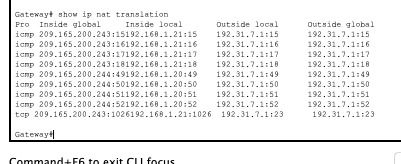 Gateway# show ip nat translation
Pro Inside global Inside local Outside local Outside global
icmp 209.165.200.243:15192.168.1.21:15 192.31.7.1:15 192.31.7.1:15
icmp 209.165.200.243:16192.168.1.21:16 192.31.7.1:16 192.31.7.1:16
icmp 209.165.200.243:17192.168.1.21:17 192.31.7.1:17 192.31.7.1:17
icmp 209.165.200.243:18192.168.1.21:18 192.31.7.1:18 192.31.7.1:18
icmp 209.165.200.244:49192.168.1.20:49 192.31.7.1:49 192.31.7.1:49
icmp 209.165.200.244:50192.168.1.20:50 192.31.7.1:50 192.31.7.1:50
icmp 209.165.200.244:51192.168.1.20:51 192.31.7.1:51 192.31.7.1:51
icmp 209.165.200.244:52192.168.1.20:52 192.31.7.1:52 192.31.7.1:52
tcp 209.165.200.243:1026192.168.1.21:1026 192.31.7.1:23 192.31.7.1:23
Gateway#
Command+F6 to exit CLI focus